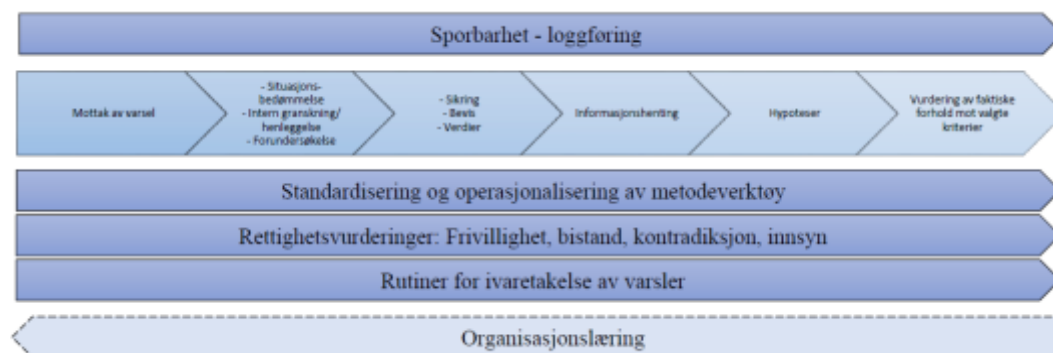 Sporbarhet - loggføring
Mottak av varsel
- Situasjons-
bedømmelse
- Intern granskning/
henleggelse
- Forundersøkelse
- Sikring
- Bevis
- Verdier
Informasjonshenting
Hypoteser
Vurdering av faktiske
forhold mot valgte
kriterier
Standardisering og operasjonalisering av metodeverktøy
Rettighetsvurderinger: Frivillighet, bistand, kontradiksjon, innsyn
Rutiner for ivaretakelse av varsler
Organisasjonslæring